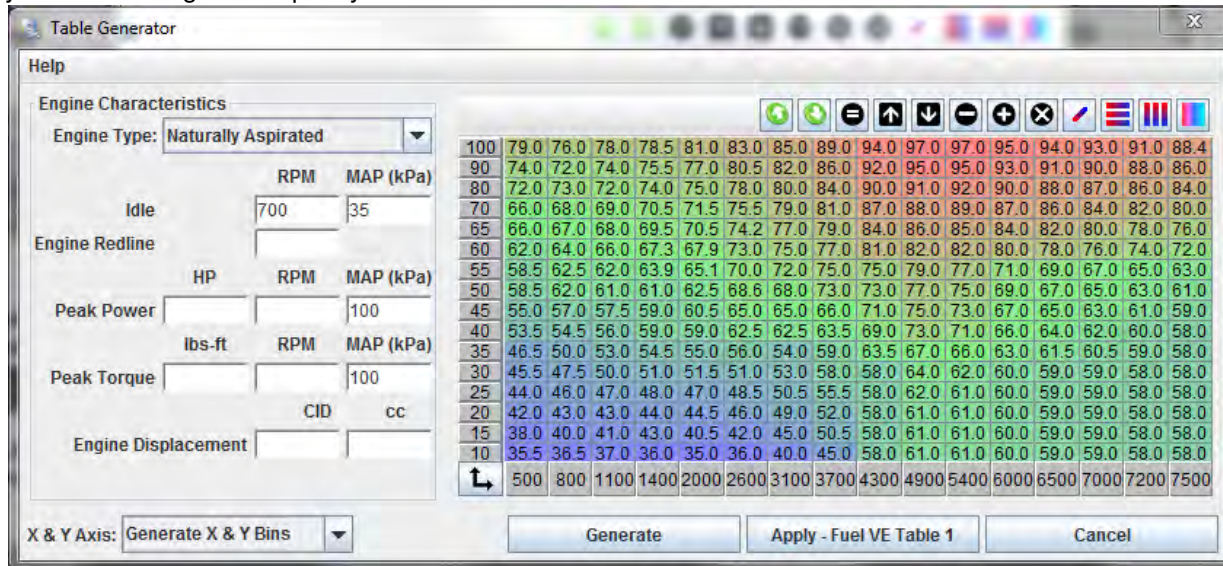 Table Generator
Help
Engine Characteristics
Engine Type: Naturally Aspirated
RPM MAP (kPa)
Idle 700 35
Engine Redline
HP RPM MAP (kPa)
Peak Power 100
lbs-ft RPM MAP (kPa)
Peak Torque 100
CID cc
Engine Displacement
X & Y Axis: Generate X & Y Bins
100 79.0 76.0 78.0 78.5 81.0 83.0 85.0 89.0 94.0 97.0 97.0 95.0 94.0 93.0 91.0 88.4
90 74.0 72.0 74.0 75.5 77.0 80.5 82.0 86.0 92.0 95.0 95.0 93.0 91.0 90.0 88.0 86.0
80 72.0 73.0 72.0 74.0 75.0 78.0 80.0 84.0 90.0 91.0 92.0 90.0 88.0 87.0 86.0 84.0
70 66.0 68.0 69.0 70.5 71.5 75.5 79.0 81.0 87.0 88.0 89.0 87.0 86.0 84.0 82.0 80.0
65 66.0 67.0 68.0 69.5 70.5 74.2 77.0 79.0 84.0 86.0 85.0 84.0 82.0 80.0 78.0 76.0
60 62.0 64.0 66.0 67.3 67.9 73.0 75.0 77.0 81.0 82.0 82.0 80.0 78.0 76.0 74.0 72.0
55 58.5 62.5 62.0 63.9 65.1 70.0 72.0 75.0 75.0 79.0 77.0 71.0 69.0 67.0 65.0 63.0
50 58.5 62.0 61.0 61.0 62.5 68.6 68.0 73.0 73.0 77.0 75.0 69.0 67.0 65.0 63.0 61.0
45 55.0 57.0 57.5 59.0 60.5 65.0 65.0 66.0 71.0 75.0 73.0 67.0 65.0 63.0 61.0 59.0
40 53.5 54.5 56.0 59.0 59.0 62.5 62.5 63.5 69.0 73.0 71.0 66.0 64.0 62.0 60.0 58.0
35 46.5 50.0 53.0 54.5 55.0 56.0 54.0 59.0 63.5 67.0 66.0 63.0 61.5 60.5 59.0 58.0
30 45.5 47.5 50.0 51.0 51.5 51.0 53.0 58.0 58.0 64.0 62.0 60.0 59.0 59.0 58.0 58.0
25 44.0 46.0 47.0 48.0 47.0 48.5 50.5 55.5 58.0 62.0 61.0 60.0 59.0 59.0 58.0 58.0
20 42.0 43.0 43.0 44.0 44.5 46.0 49.0 52.0 58.0 61.0 61.0 60.0 59.0 59.0 58.0 58.0
15 38.0 40.0 41.0 43.0 40.5 42.0 45.0 50.5 58.0 61.0 61.0 60.0 59.0 59.0 58.0 58.0
10 35.5 36.5 37.0 36.0 35.0 36.0 40.0 45.0 58.0 61.0 61.0 60.0 59.0 59.0 58.0 58.0
500 800 1100 1400 2000 2600 3100 3700 4300 4900 5400 6000 6500 7000 7200 7500
Generate Apply - Fuel VE Table 1 Cancel